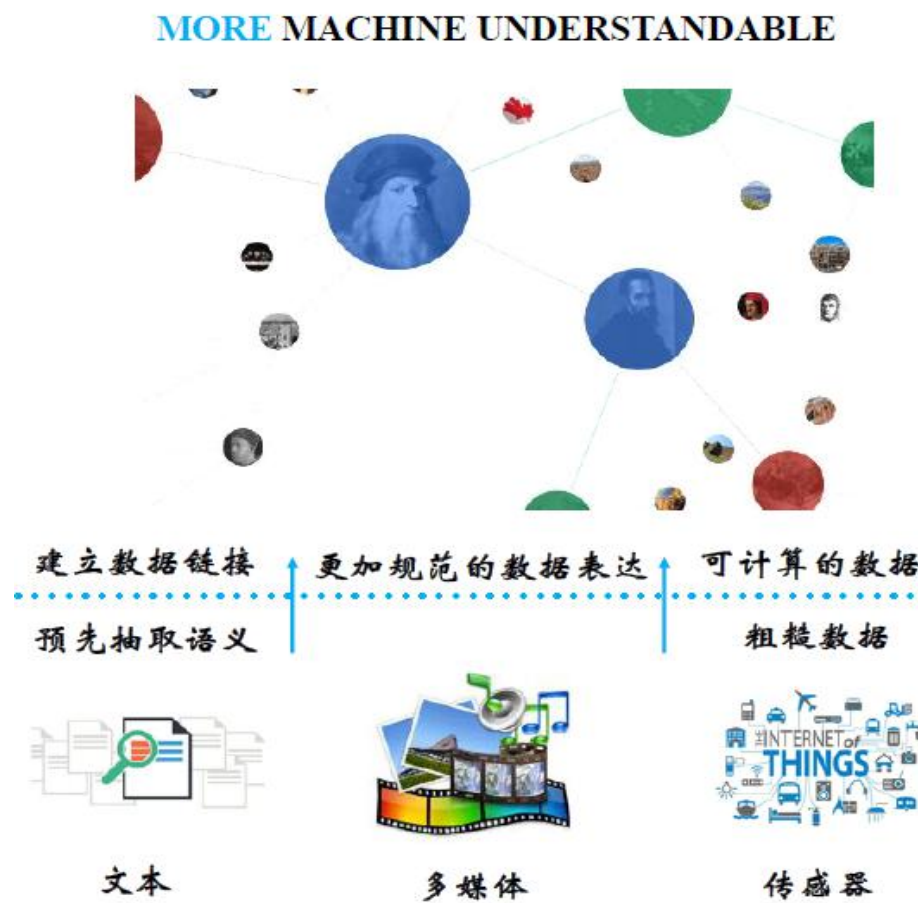 MORE MACHINE UNDERSTANDABLE
建立数据链接
更加规范的数据表达
可计算的数据
预先抽取语义
粗糙数据
THE INTERNET of THINGS
文本
多媒体
传感器